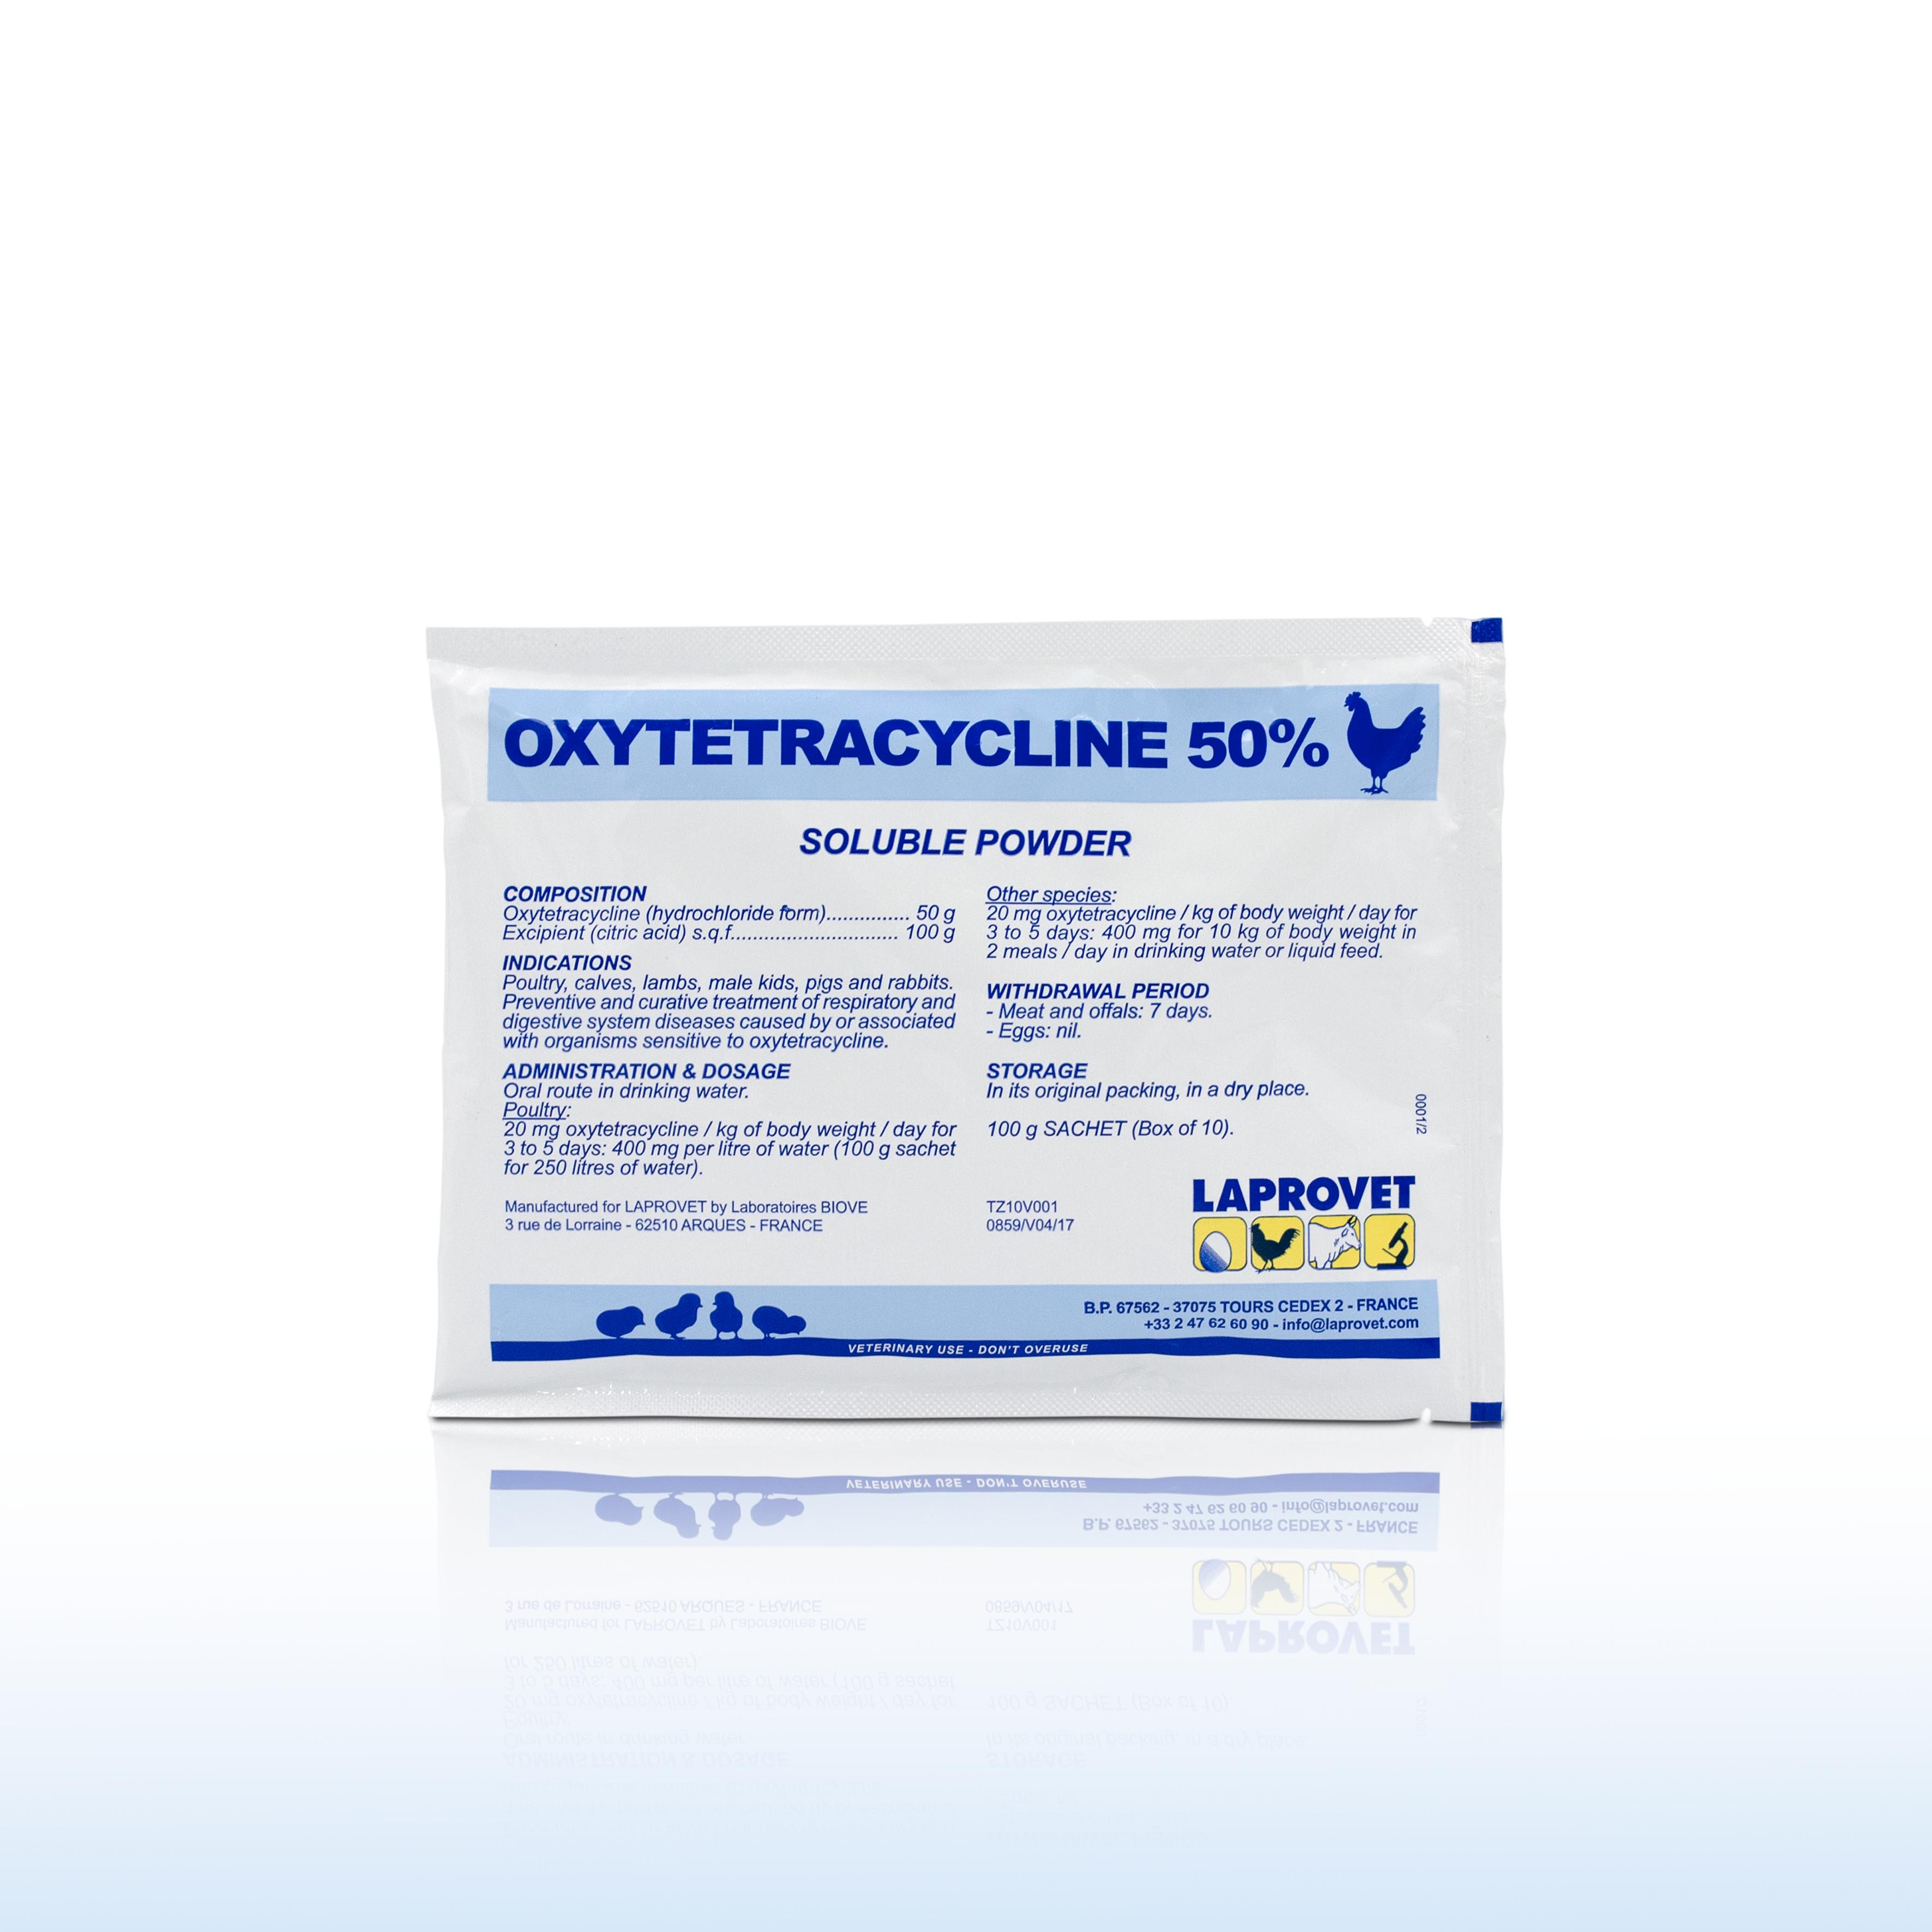 OXYTETRACYCLINE 50%
SOLUBLE POWDER
COMPOSITION
Oxytetracycline (hydrochloride form)............... 50 g
Excipient (citric acid) s.q.f.............................. 100 g
INDICATIONS
Poultry, calves, lambs, male kids, pigs and rabbits.
Preventive and curative treatment of respiratory and
digestive system diseases caused by or associated
with organisms sensitive to oxytetracycline.
ADMINISTRATION & DOSAGE
Oral route in drinking water.
Poultry:
20 mg oxytetracycline / kg of body weight / day for
3 to 5 days: 400 mg per litre of water (100 g sachet
for 250 litres of water).
Other species:
20 mg oxytetracycline / kg of body weight / day for
3 to 5 days: 400 mg for 10 kg of body weight in
2 meals / day in drinking water or liquid feed.
WITHDRAWAL PERIOD
- Meat and offals: 7 days.
- Eggs: nil.
STORAGE
In its original packing, in a dry place.
100 g SACHET (Box of 10).
0001/2
Manufactured for LAPROVET by Laboratoires BIOVE
3 rue de Lorraine - 62510 ARQUES - FRANCE
TZ10V001
0859/V04/17
LAPROVET
B.P. 67562 - 37075 TOURS CEDEX 2 - FRANCE
+33 2 47 62 60 90 - info@laprovet.com
VETERINARY USE - DON'T OVERUSE